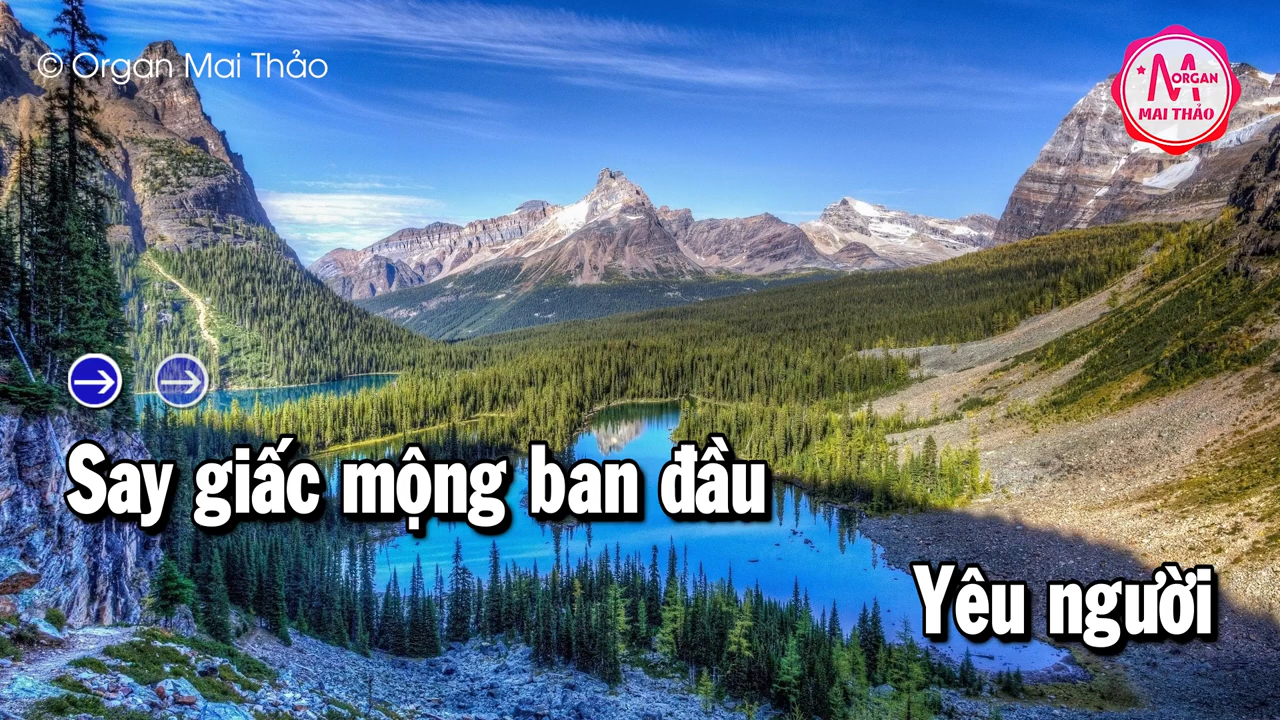 © Organ Mai Thảo
M ORGAN
MAI THẢO
Say giấc mộng ban đầu
Yêu người